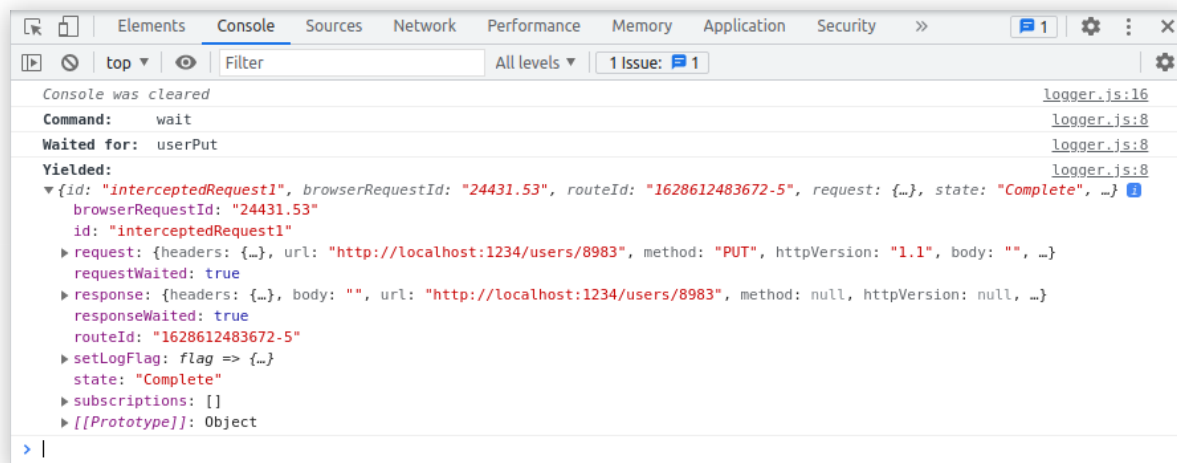 Elements Console Sources Network Performance Memory Application Security » 1
top ▼ Filter All levels ▼ 1 Issue: 1
Console was cleared logger.js:16
Command: wait logger.js:8
Waited for: userPut logger.js:8
Yielded: logger.js:8
▼{id: "interceptedRequest1", browserRequestId: "24431.53", routeId: "1628612483672-5", request: {…}, state: "Complete", …} i
browserRequestId: "24431.53"
id: "interceptedRequest1"
▶request: {headers: {…}, url: "http://localhost:1234/users/8983", method: "PUT", httpVersion: "1.1", body: "", …}
requestWaited: true
▶response: {headers: {…}, body: "", url: "http://localhost:1234/users/8983", method: null, httpVersion: null, …}
responseWaited: true
routeId: "1628612483672-5"
▶setLogFlag: flag => {…}
state: "Complete"
▶subscriptions: []
▶[[Prototype]]: Object
>